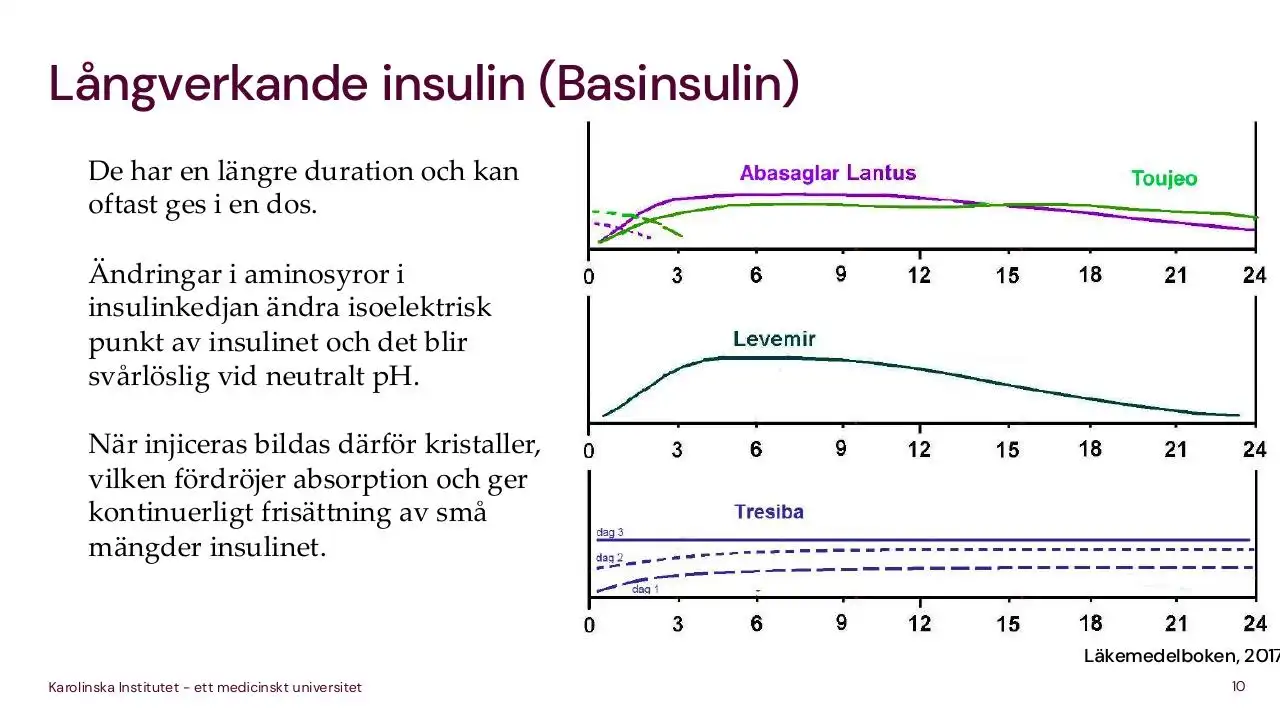 Långverkande insulin (Basinsulin)
De har en längre duration och kan
oftast ges i en dos.
Ändringar i aminosyror i
insulinkedjan ändra isoelektrisk
punkt av insulinet och det blir
svårlöslig vid neutralt pH.
När injiceras bildas därför kristaller,
vilken fördröjer absorption och ger
kontinuerligt frisättning av små
mängder insulinet.
Abasaglar Lantus
Toujeo
0 3 6 9 12 15 18 21 24
Levemir
0 3 6 9 12 15 18 21 24
Tresiba
dag 3
dag 2
dag 1
0 3 6 9 12 15 18 21 24
Läkemedelboken, 2017
Karolinska Institutet - ett medicinskt universitet
10